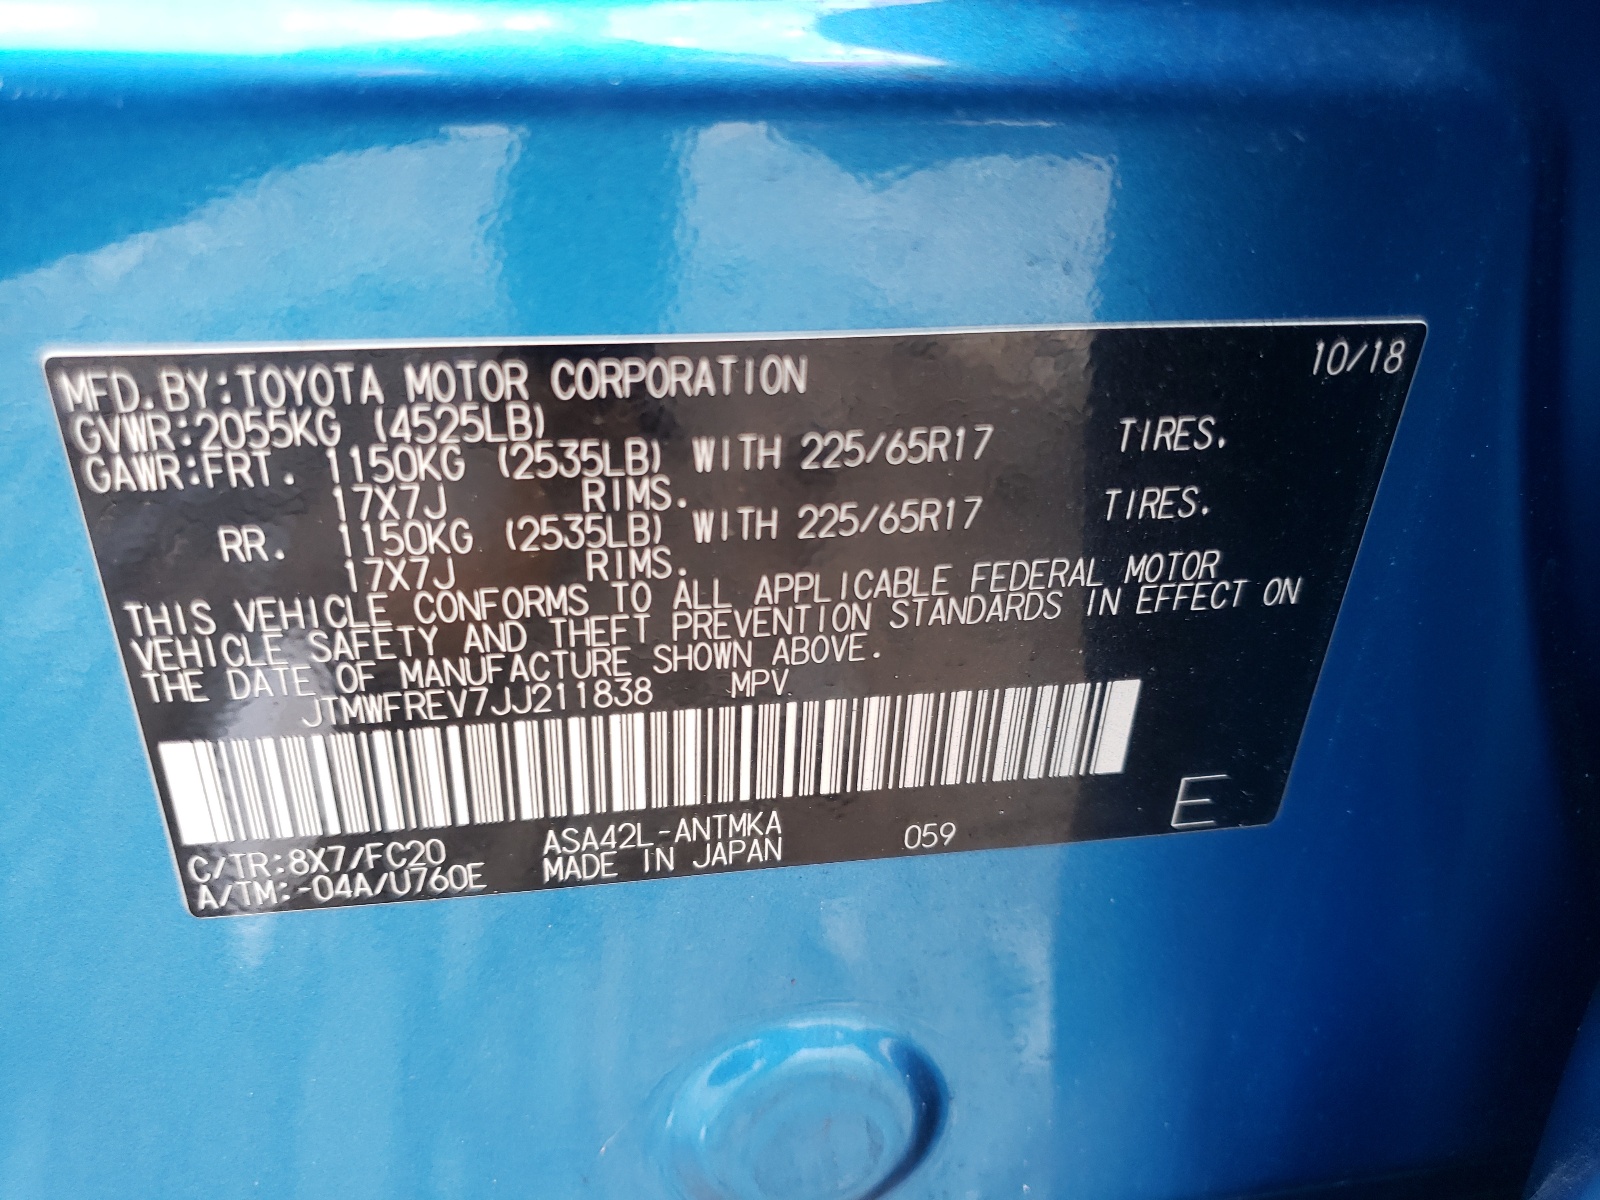 10/18
MFD.BY:TOYOTA MOTOR CORPORATION
GVWR:2055KG (4525LB)
GAWR:FRT. 1150KG (2535LB) WITH 225/65R17 TIRES.
17X7J RIMS.
RR. 1150KG (2535LB) WITH 225/65R17 TIRES.
17X7J RIMS.
THIS VEHICLE CONFORMS TO ALL APPLICABLE FEDERAL MOTOR
VEHICLE SAFETY AND THEFT PREVENTION STANDARDS IN EFFECT ON
THE DATE OF MANUFACTURE SHOWN ABOVE.
JTMWFREV7JJ211838 MPV
E
C/TR:8X7/FC20 ASA42L-ANTMKA 059
A/TM:-04A/U760E MADE IN JAPAN